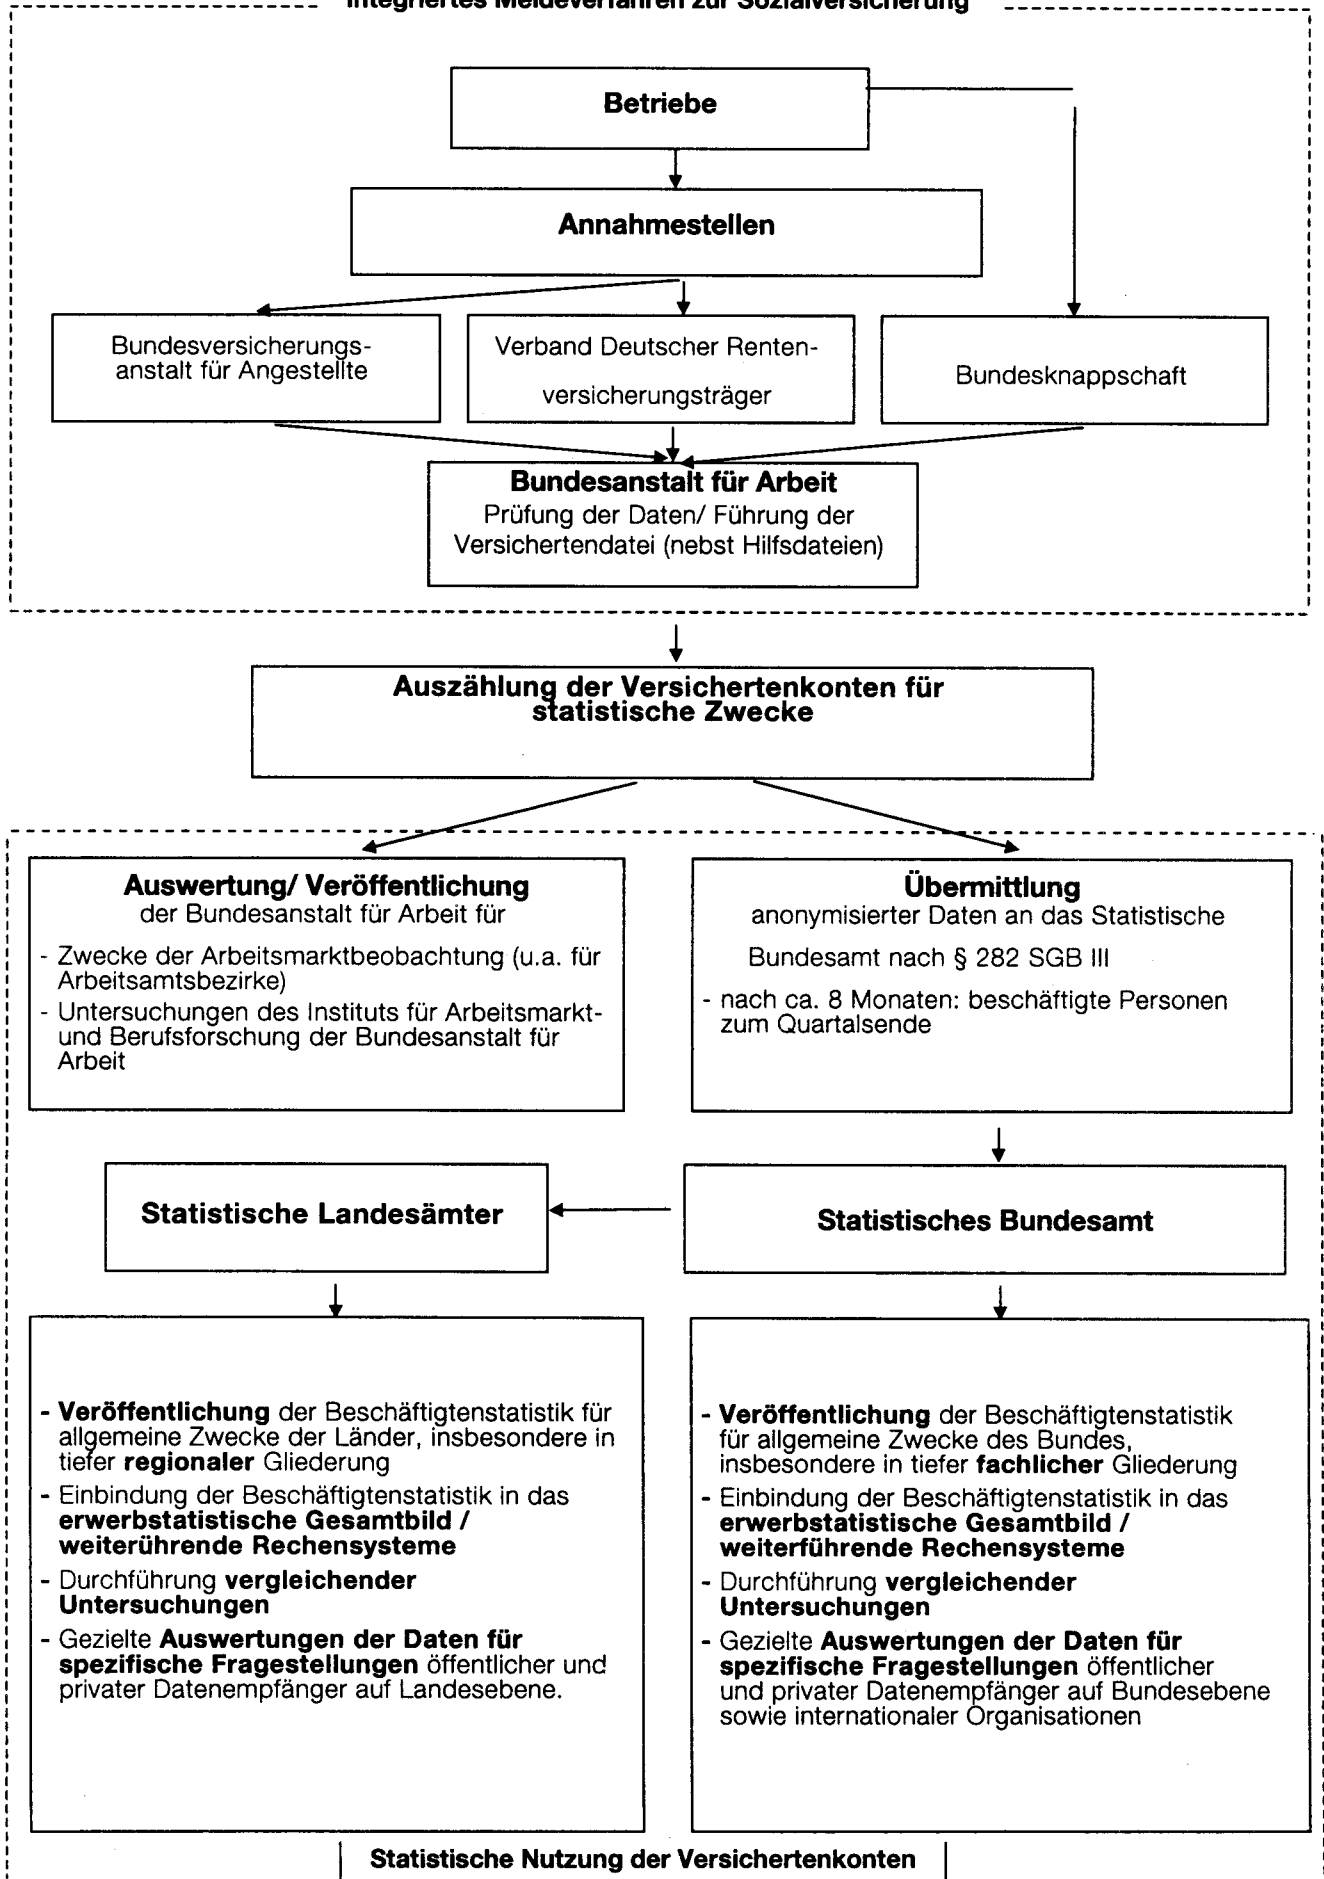 Integriertes Meldeverfahren zur Sozialversicherung
Betriebe
Annahmestellen
Bundesversicherungs-
anstalt für Angestellte
Verband Deutscher Renten-
versicherungsträger
Bundesknappschaft
Bundesanstalt für Arbeit
Prüfung der Daten/ Führung der
Versichertendatei (nebst Hilfsdateien)
Auszählung der Versichertenkonten für
statistische Zwecke
Auswertung/ Veröffentlichung
der Bundesanstalt für Arbeit für
- Zwecke der Arbeitsmarktbeobachtung (u.a. für
Arbeitsamtsbezirke)
- Untersuchungen des Instituts für Arbeitsmarkt-
und Berufsforschung der Bundesanstalt für
Arbeit
Übermittlung
anonymisierter Daten an das Statistische
Bundesamt nach § 282 SGB III
- nach ca. 8 Monaten: beschäftigte Personen
zum Quartalsende
Statistische Landesämter
Statistisches Bundesamt
- Veröffentlichung der Beschäftigtenstatistik für
allgemeine Zwecke der Länder, insbesondere in
tiefer regionaler Gliederung
- Einbindung der Beschäftigtenstatistik in das
erwerbstatistische Gesamtbild /
weiterührende Rechensysteme
- Durchführung vergleichender
Untersuchungen
- Gezielte Auswertungen der Daten für
spezifische Fragestellungen öffentlicher und
privater Datenempfänger auf Landesebene.
- Veröffentlichung der Beschäftigtenstatistik
für allgemeine Zwecke des Bundes,
insbesondere in tiefer fachlicher Gliederung
- Einbindung der Beschäftigtenstatistik in das
erwerbstatistische Gesamtbild /
weiterführende Rechensysteme
- Durchführung vergleichender
Untersuchungen
- Gezielte Auswertungen der Daten für
spezifische Fragestellungen öffentlicher
und privater Datenempfänger auf Bundesebene
sowie internationaler Organisationen
Statistische Nutzung der Versichertenkonten